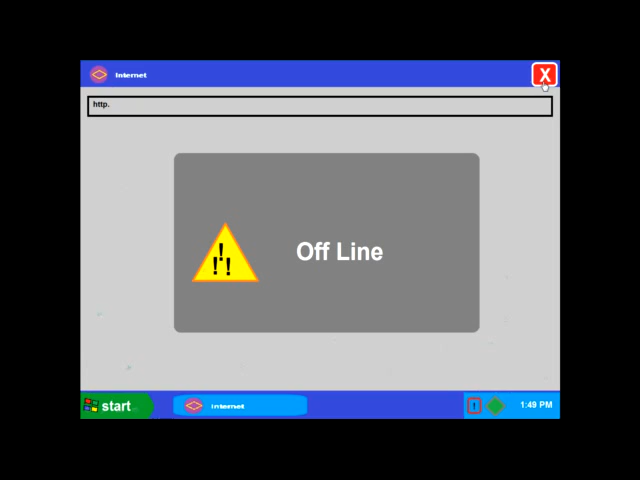 Internet
X
http.
! ! !
Off Line
start
Internet
!
1:49 PM